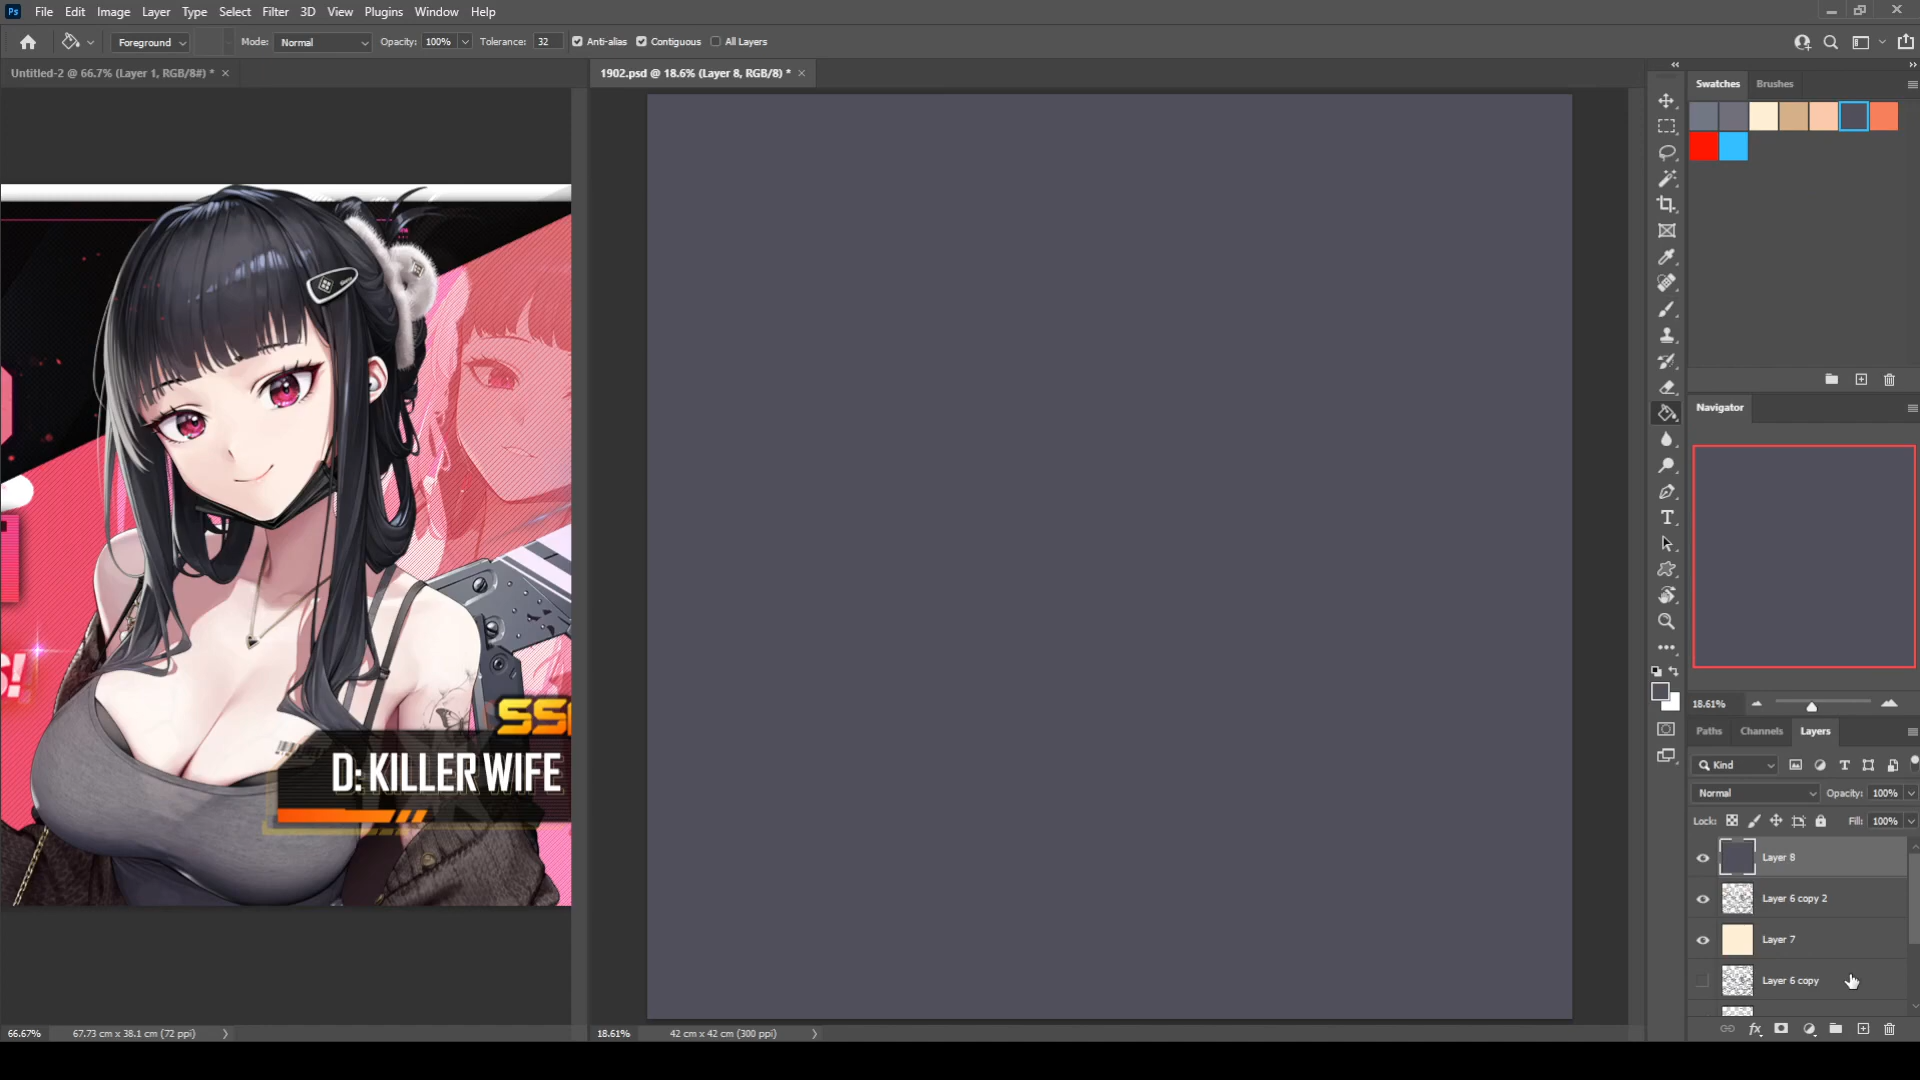 Ps File Edit Image Layer Type Select Filter 3D View Plugins Window Help
Foreground Mode: Normal Opacity: 100% Tolerance: 32 Anti-alias Contiguous All Layers
Untitled-2 @ 66.7% (Layer 1, RGB/8#) * ×
1902.psd @ 18.6% (Layer 8, RGB/8) * ×
Swatches Brushes
Navigator
18.61%
Paths Channels Layers
Kind
Normal Opacity: 100%
Lock: Fill: 100%
Layer 8
Layer 6 copy 2
Layer 7
Layer 6 copy
S!
D: KILLER WIFE
66.67% 67.73 cm x 38.1 cm (72 ppi)
18.61% 42 cm x 42 cm (300 ppi)